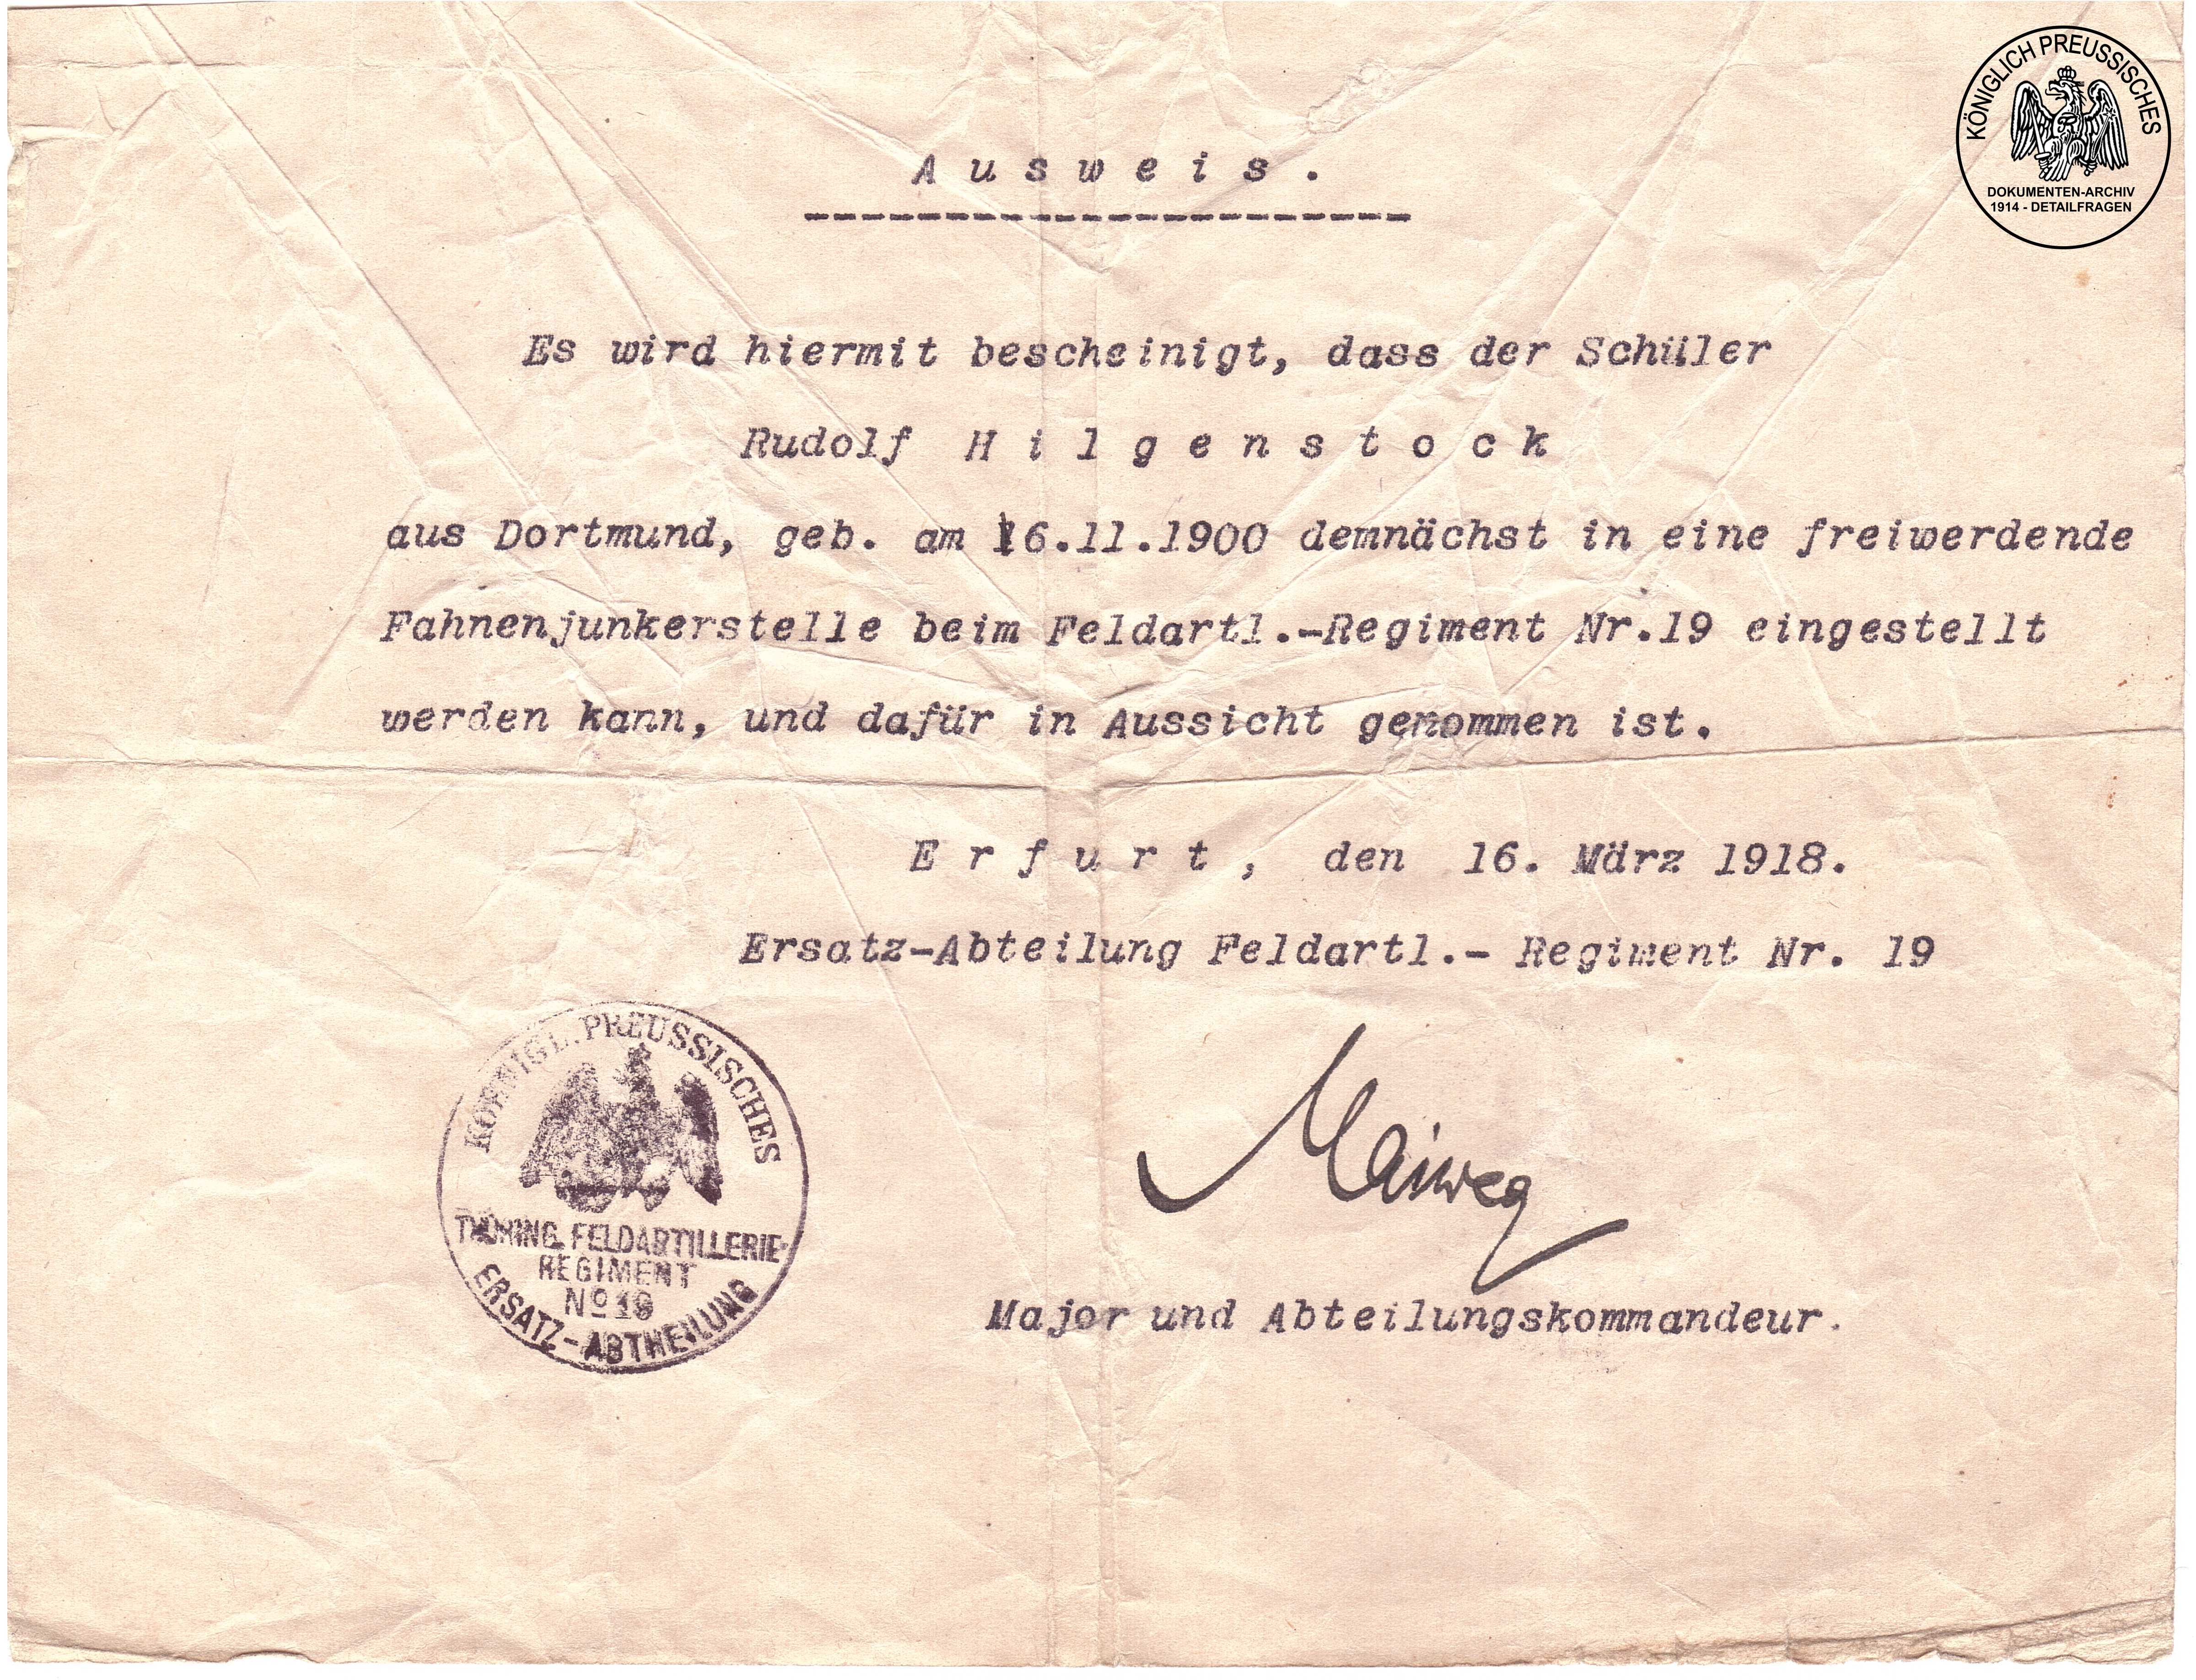 KÖNIGLICH PREUSSISCHES
DOKUMENTEN-ARCHIV
1914 - DETAILFRAGEN
Ausweis.
Es wird hiermit bescheinigt, dass der Schüler
Rudolf Hilgenstock
aus Dortmund, geb. am 16.11.1900 demnächst in eine freiwerdende
Fahnenjunkerstelle beim Feldartl.-Regiment Nr.19 eingestellt
werden kann, und dafür in Aussicht genommen ist.
Erfurt, den 16. März 1918.
Ersatz-Abteilung Feldartl.- Regiment Nr. 19
KOENIGL. PREUSSISCHES
THÜRING. FELDARTILLERIE-
REGIMENT
No 19
ERSATZ-ABTHEILUNG
Maiweg
Major und Abteilungskommandeur.